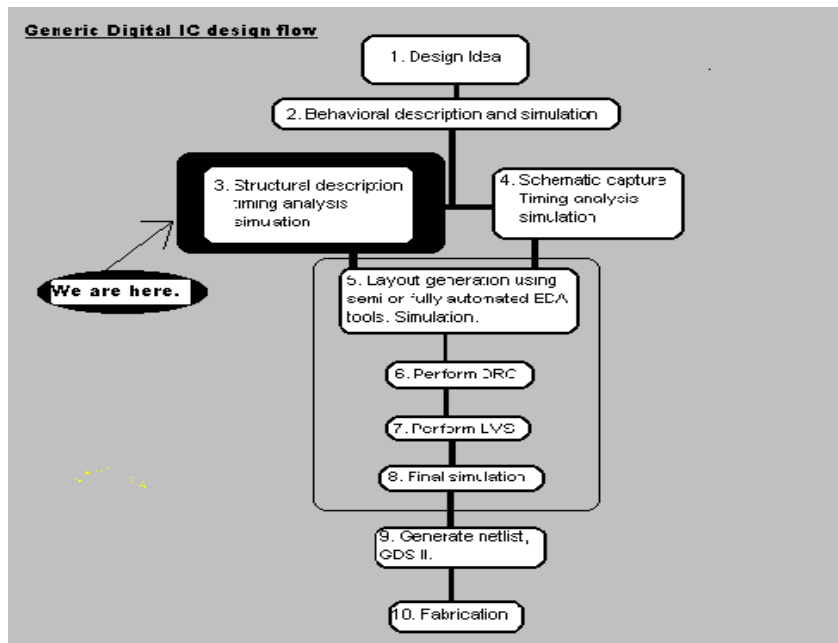 Generic Digital IC design flow
1. Design Idea
2. Behavioral description and simulation
3. Structural description
timing analysis
simulation
4. Schematic capture
Timing analysis
simulation
We are here.
5. Layout generation using
semi or fully automated EDA
tools. Simulation.
6. Perform DRC
7. Perform LVS
8. Final simulation
9. Generate netlist,
GDS II.
10. Fabrication